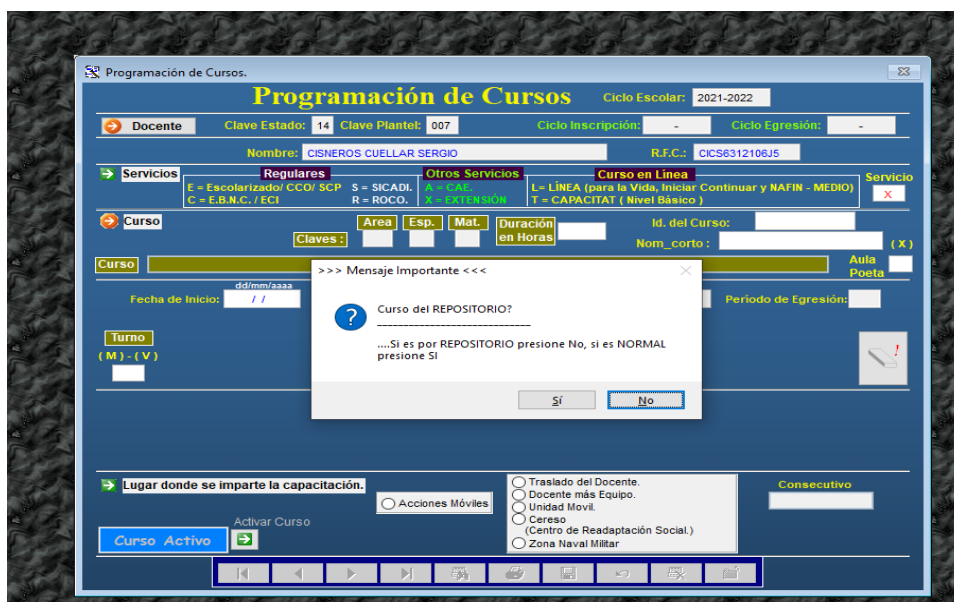 Programación de Cursos.
Programación de Cursos Ciclo Escolar: 2021-2022
Docente Clave Estado: 14 Clave Plantel: 007 Ciclo Inscripción: - Ciclo Egresión: -
Nombre: CISNEROS CUELLAR SERGIO R.F.C.: CICS6312106J5
Servicios Regulares Otros Servicios Curso en Linea Servicio
E = Escolarizado/ CCO/ SCP S = SICADI. A = CAE. L= LÍNEA (para la Vida, Iniciar Continuar y NAFIN - MEDIO) X
C = E.B.N.C. / ECI R = ROCO. X = EXTENSIÓN T = CAPACITAT ( Nivel Básico )
Curso Area Esp. Mat. Duración Id. del Curso:
Claves : en Horas Nom_corto : ( X )
Curso Aula
Poeta
>>> Mensaje Importante <<<
dd/mm/aaaa
Fecha de Inicio: / / Periodo de Egresión:
Curso del REPOSITORIO?
------------------------------
....Si es por REPOSITORIO presione No, si es NORMAL
presione SI
Turno
( M ) - ( V )
!
Sí No
Lugar donde se imparte la capacitación.
Acciones Móviles
Traslado del Docente.
Docente más Equipo.
Unidad Movil.
Cereso
(Centro de Readaptación Social.)
Zona Naval Militar
Consecutivo
Activar Curso
Curso Activo